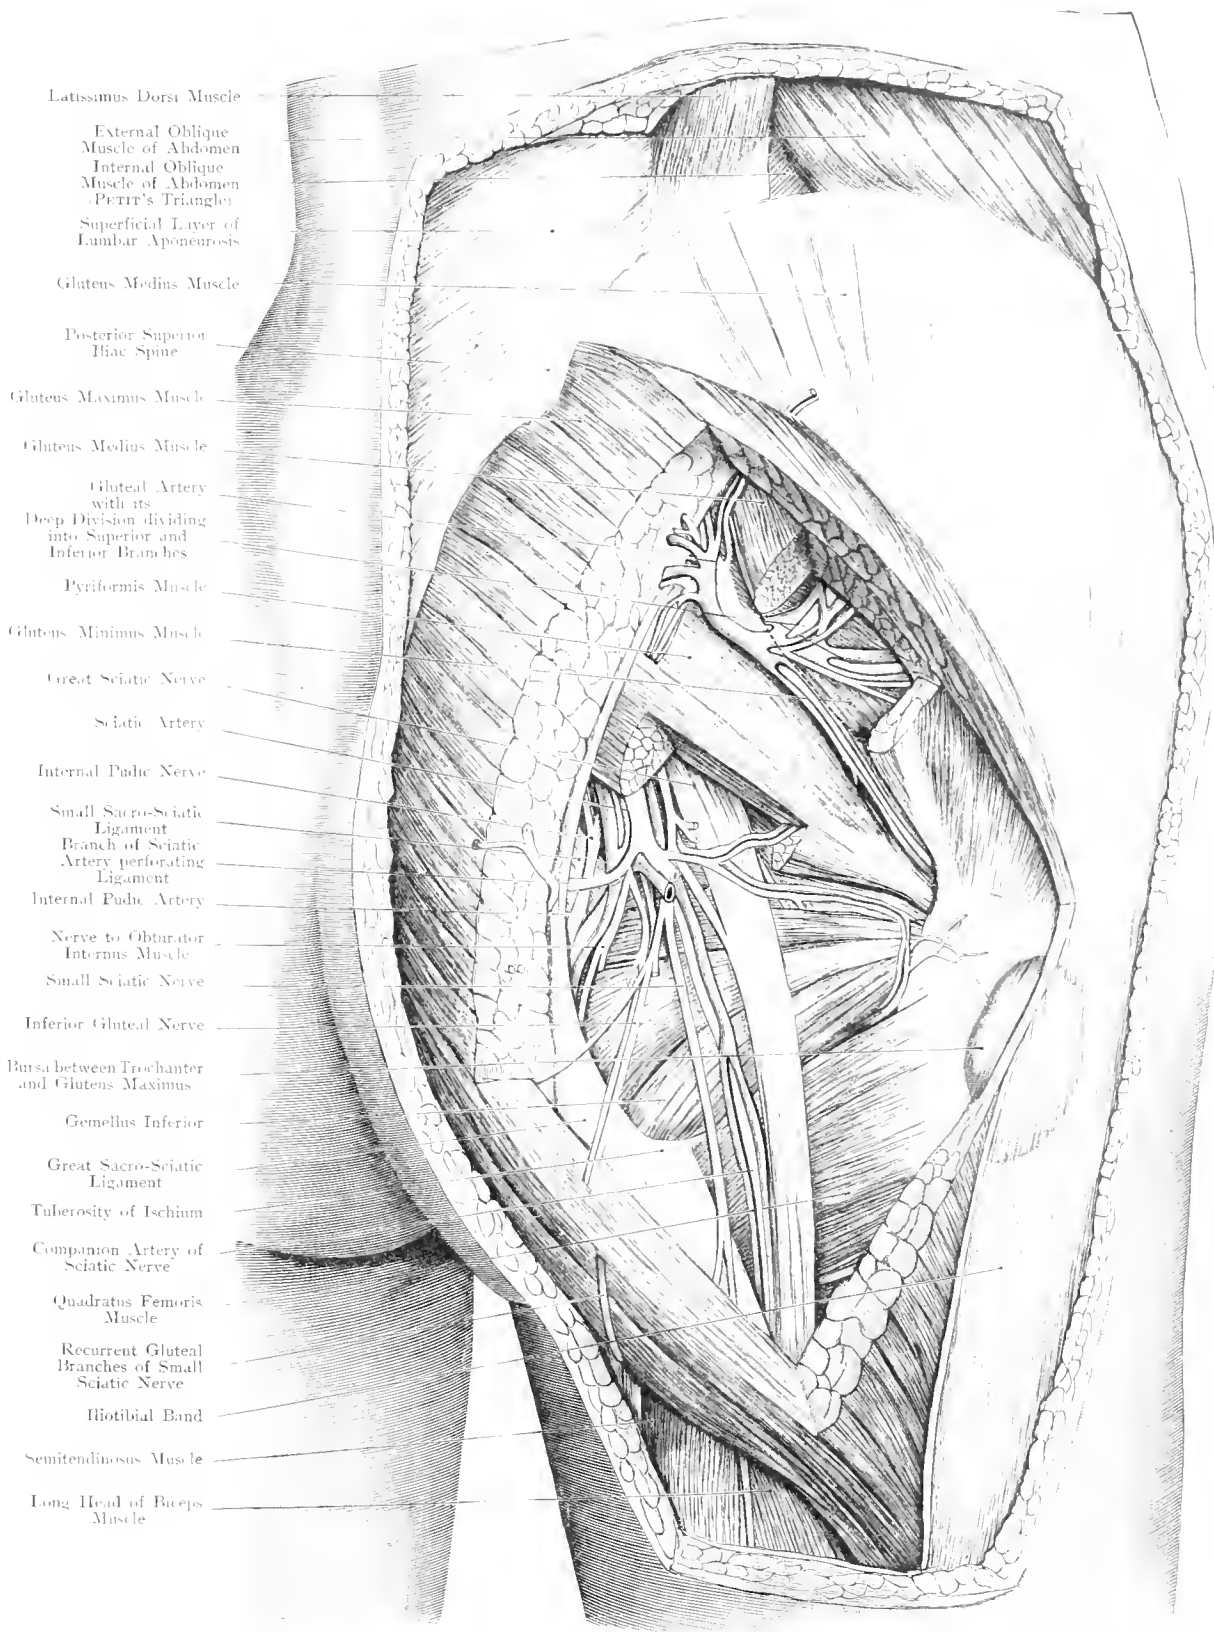 Latissimus Dorsi Muscle
External Oblique
Muscle of Abdomen
Internal Oblique
Muscle of Abdomen
(Petit's Triangle)
Superficial Layer of
Lumbar Aponeurosis
Gluteus Medius Muscle
Posterior Superior
Iliac Spine
Gluteus Maximus Muscle
Gluteus Medius Muscle
Gluteal Artery
with its
Deep Division dividing
into Superior and
Inferior Branches
Pyriformis Muscle
Gluteus Minimus Muscle
Great Sciatic Nerve
Sciatic Artery
Internal Pudic Nerve
Small Sacro-Sciatic
Ligament
Branch of Sciatic
Artery perforating
Ligament
Internal Pudic Artery
Nerve to Obturator
Internus Muscle
Small Sciatic Nerve
Inferior Gluteal Nerve
Bursa between Trochanter
and Gluteus Maximus
Gemellus Inferior
Great Sacro-Sciatic
Ligament
Tuberosity of Ischium
Companion Artery of
Sciatic Nerve
Quadratus Femoris
Muscle
Recurrent Gluteal
Branches of Small
Sciatic Nerve
Iliotibial Band
Semitendinosus Muscle
Long Head of Biceps
Muscle